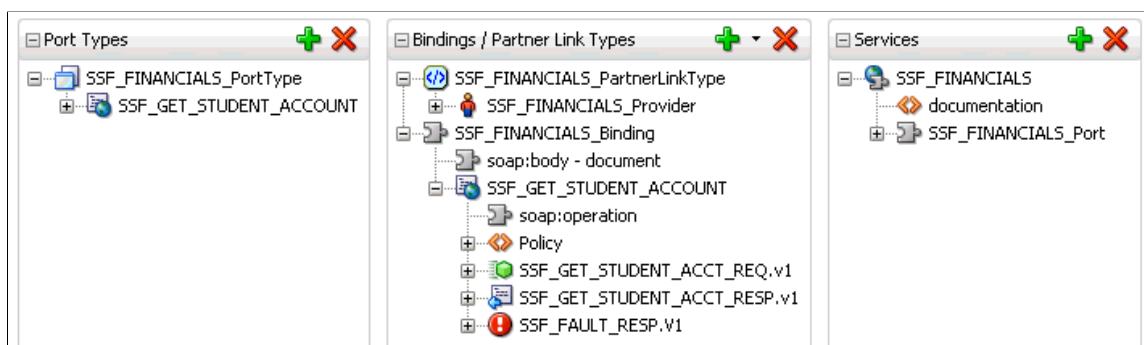 Port Types
SSF_FINANCIALS_PortType
SSF_GET_STUDENT_ACCOUNT
Bindings / Partner Link Types
SSF_FINANCIALS_PartnerLinkType
SSF_FINANCIALS_Provider
SSF_FINANCIALS_Binding
soap:body - document
SSF_GET_STUDENT_ACCOUNT
soap:operation
Policy
SSF_GET_STUDENT_ACCT_REQ.v1
SSF_GET_STUDENT_ACCT_RESP.v1
SSF_FAULT_RESP.V1
Services
SSF_FINANCIALS
documentation
SSF_FINANCIALS_Port